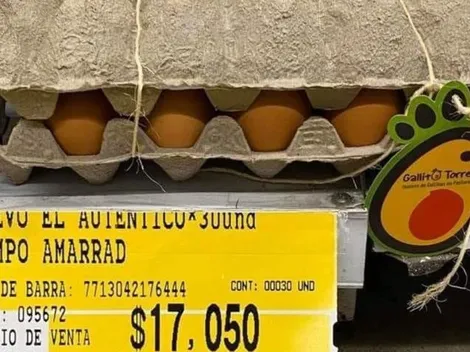 Gallito Torre
VO EL AUTENTICO*30und
MPO AMARRAD
DE BARRA: 7713042176444 CONT: 00030 UND
: 095672
IO DE VENTA $17,050